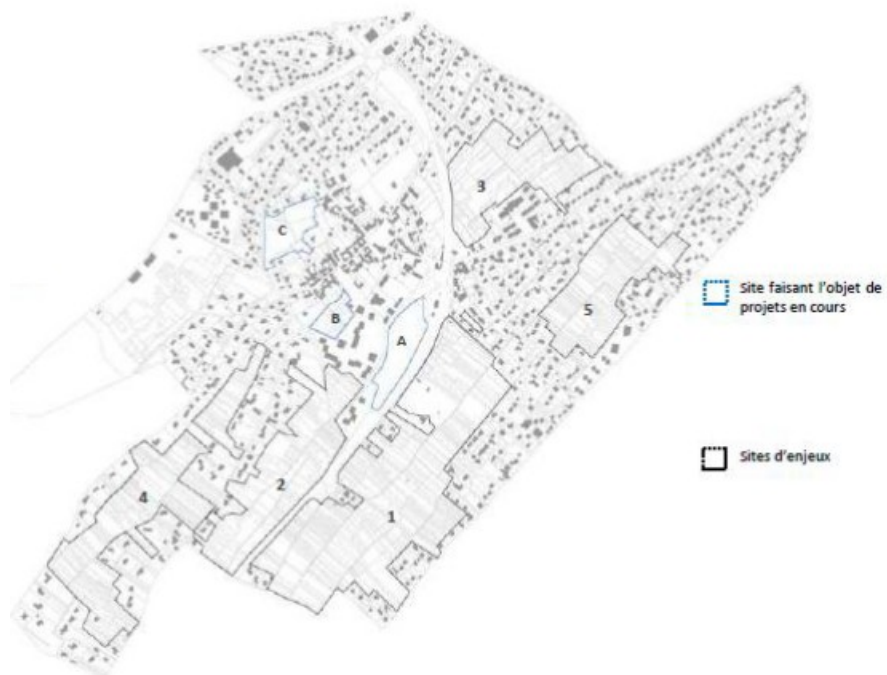 3
C
5
B
A
4
2
1
Site faisant l'objet de
projets en cours
Sites d'enjeux